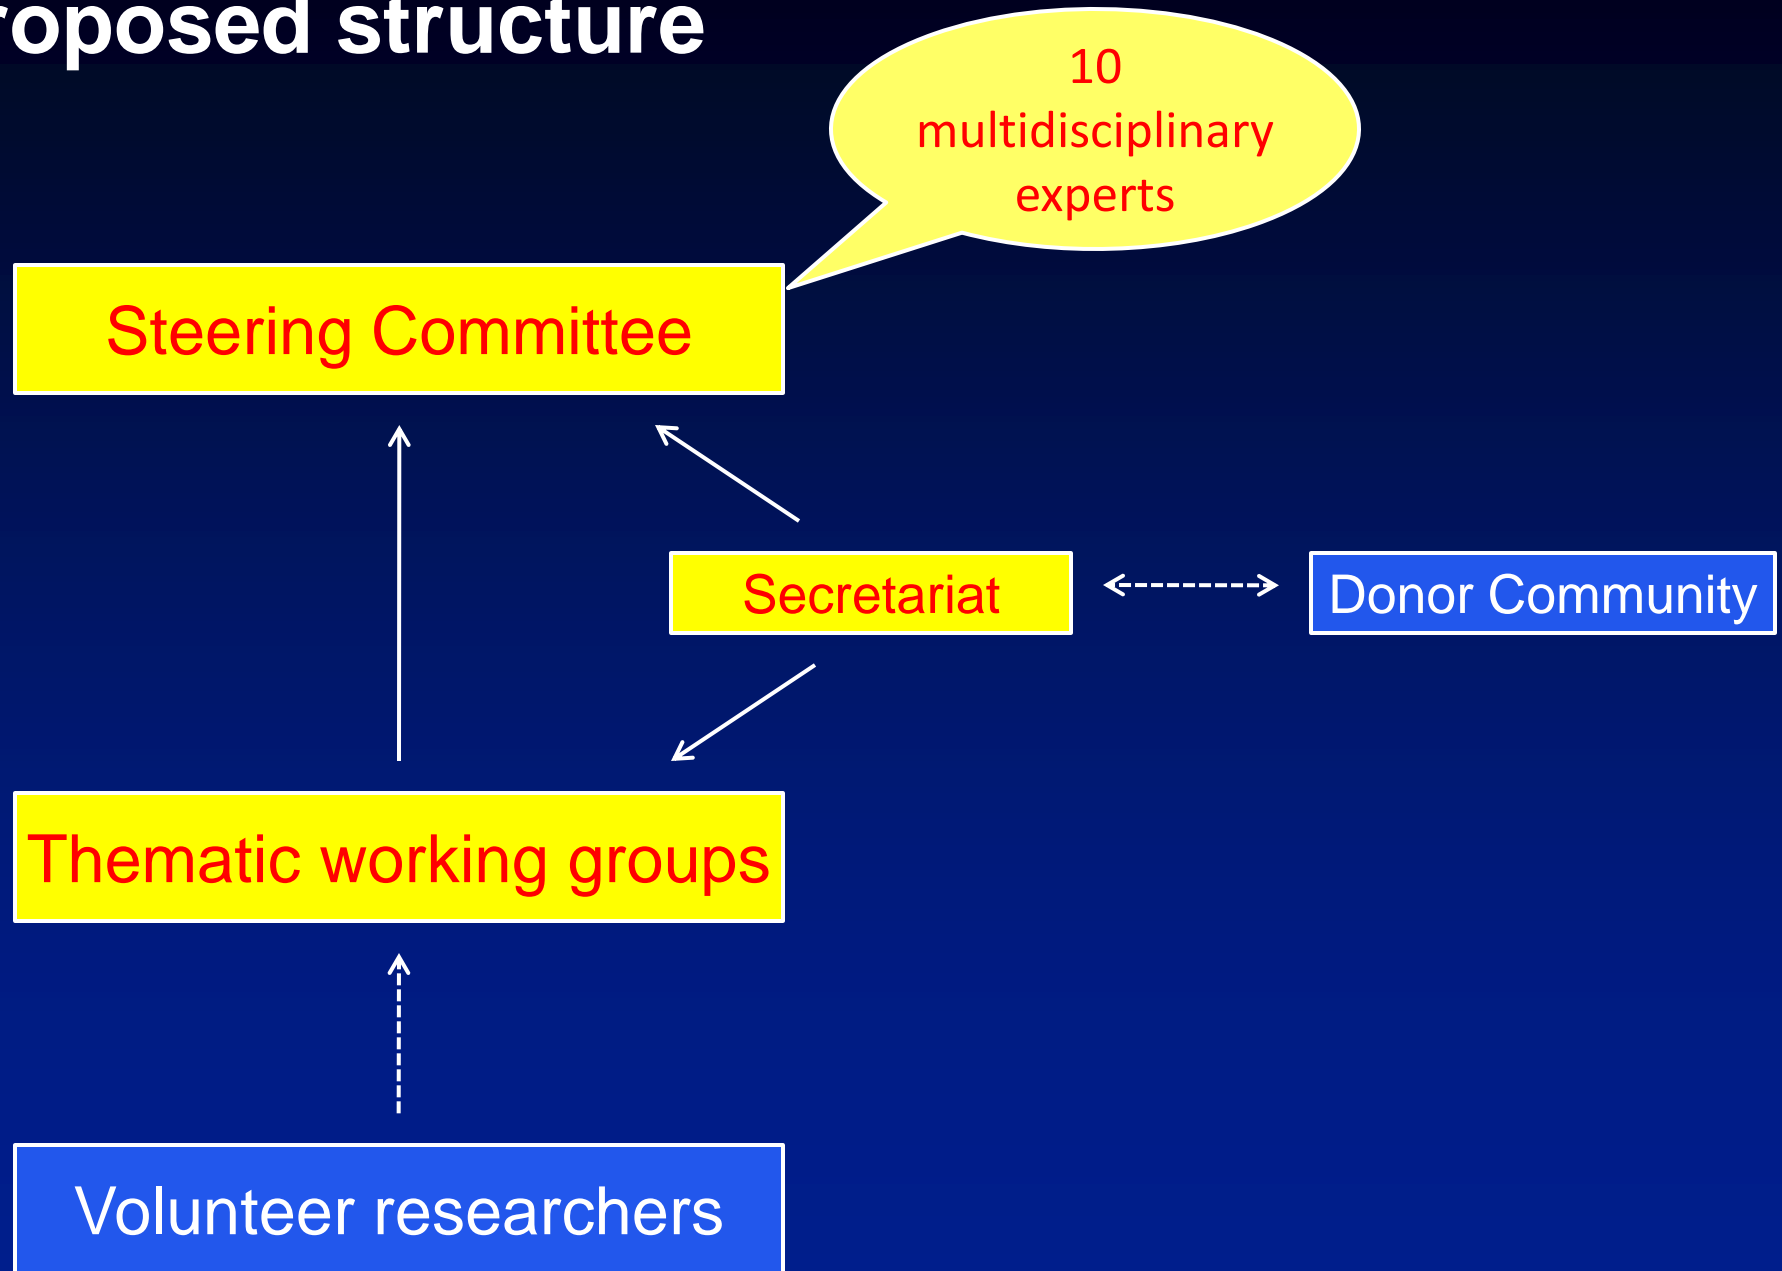 roposed structure
10
multidisciplinary
experts
Steering Committee
Secretariat
Donor Community
Thematic working groups
Volunteer researchers